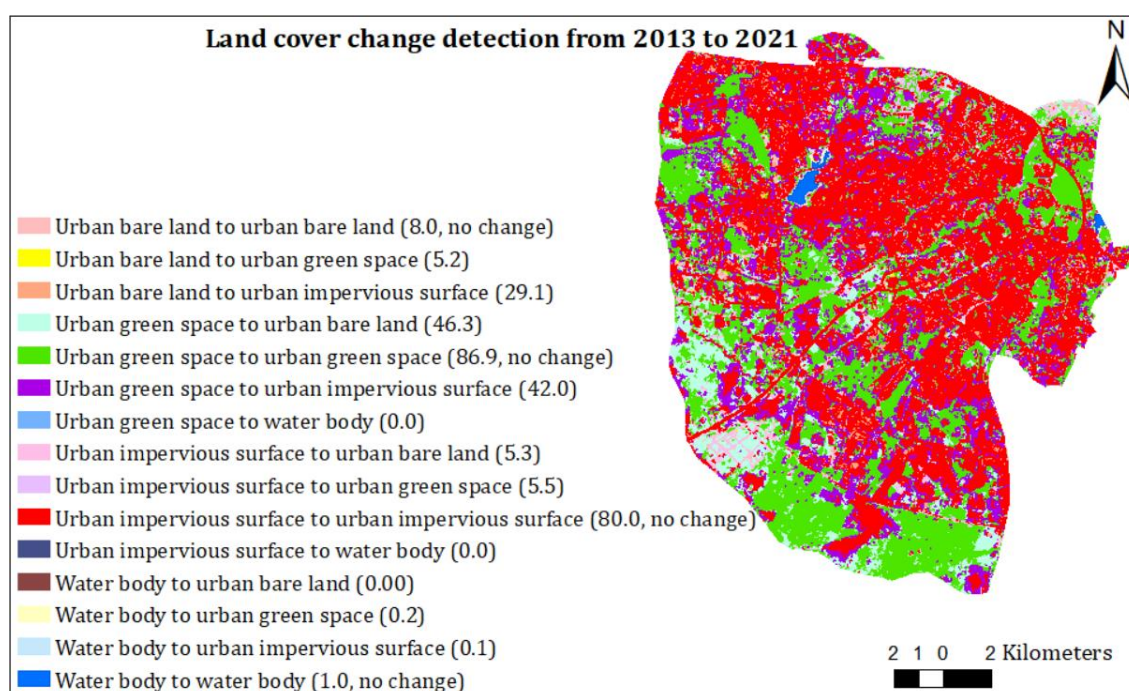 Land cover change detection from 2013 to 2021
N
Urban bare land to urban bare land (8.0, no change)
Urban bare land to urban green space (5.2)
Urban bare land to urban impervious surface (29.1)
Urban green space to urban bare land (46.3)
Urban green space to urban green space (86.9, no change)
Urban green space to urban impervious surface (42.0)
Urban green space to water body (0.0)
Urban impervious surface to urban bare land (5.3)
Urban impervious surface to urban green space (5.5)
Urban impervious surface to urban impervious surface (80.0, no change)
Urban impervious surface to water body (0.0)
Water body to urban bare land (0.00)
Water body to urban green space (0.2)
Water body to urban impervious surface (0.1)
Water body to water body (1.0, no change)
2 1 0 2 Kilometers